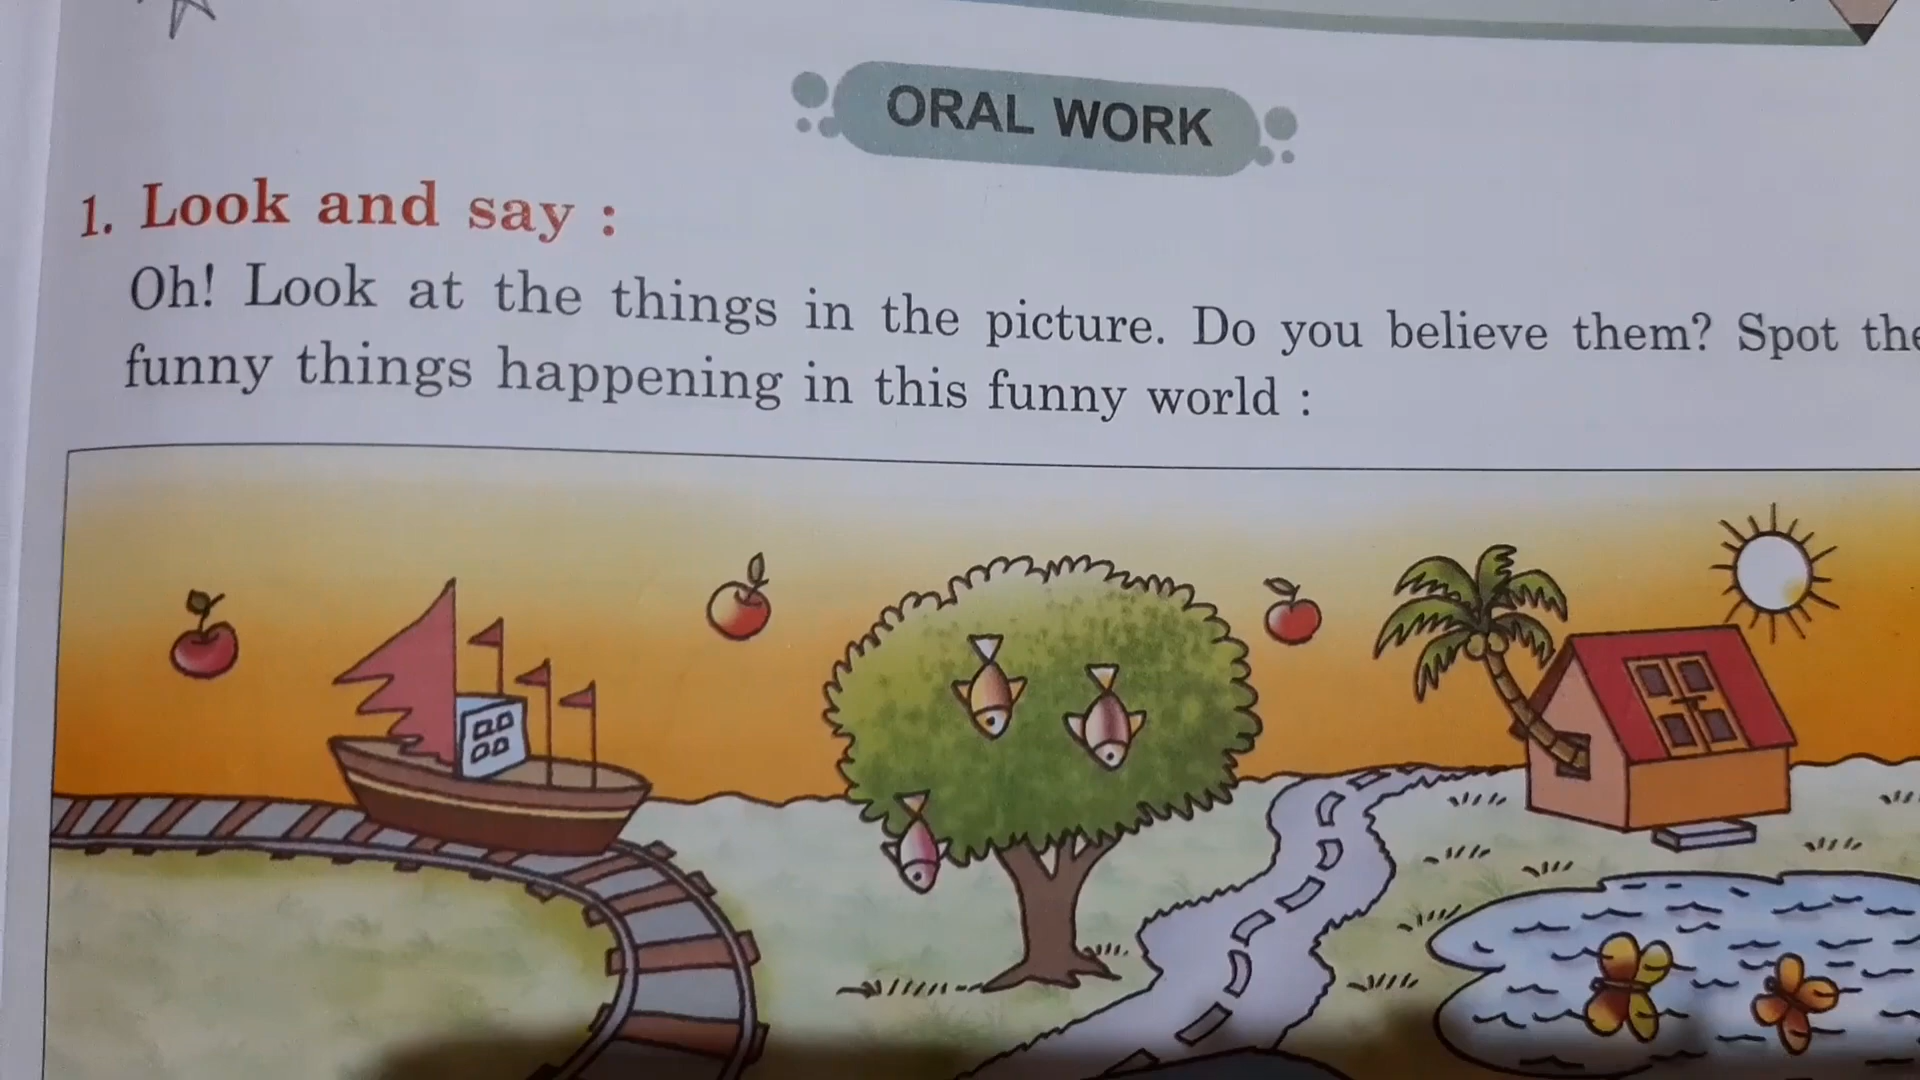 ORAL WORK
1. Look and say :
Oh! Look at the things in the picture. Do you believe them? Spot the
funny things happening in this funny world :